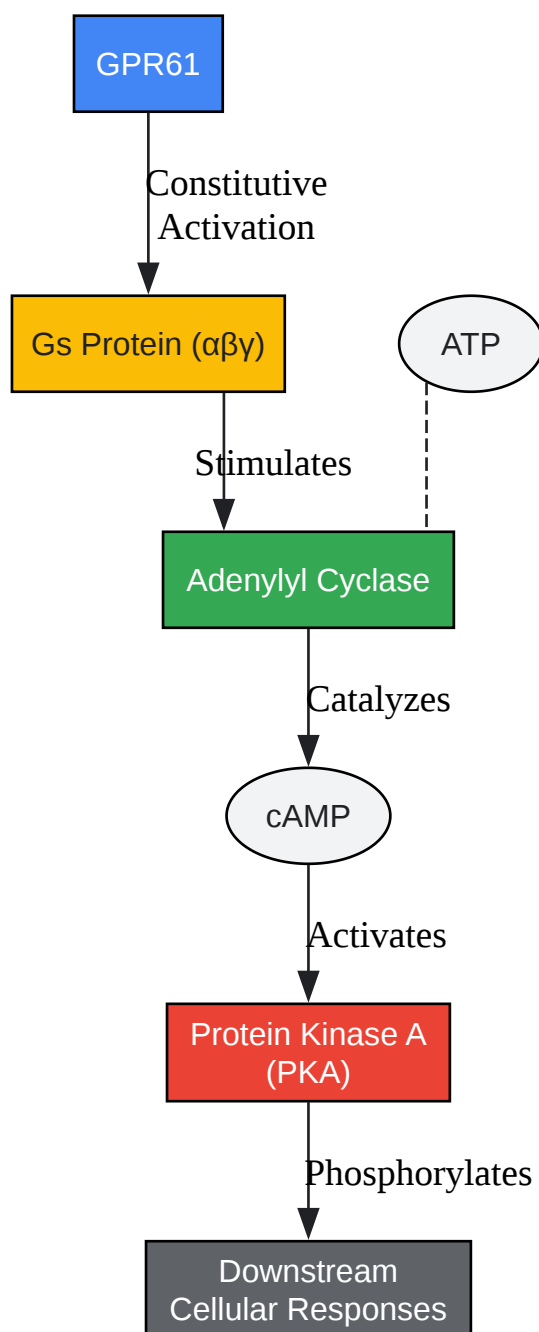 GPR61
Constitutive
Activation
Gs Protein (αβγ)
ATP
Stimulates
Adenylyl Cyclase
Catalyzes
cAMP
Activates
Protein Kinase A
(PKA)
Phosphorylates
Downstream
Cellular Responses